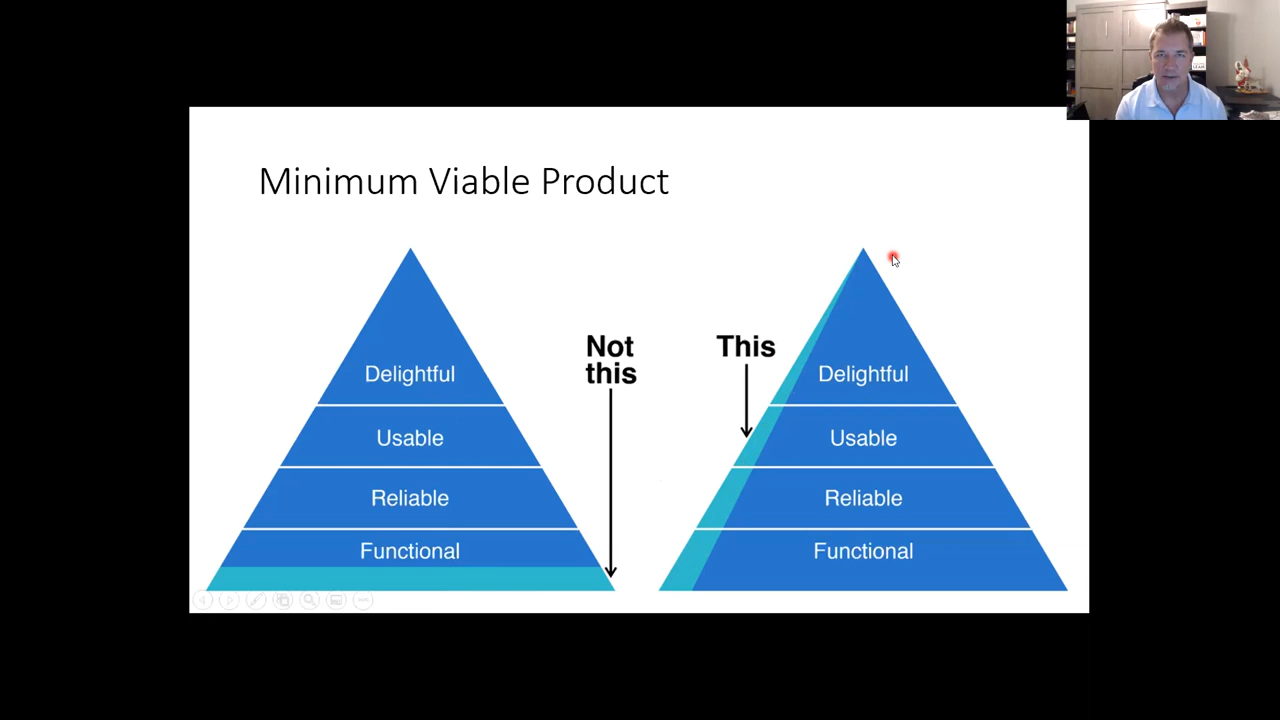 Minimum Viable Product
Delightful
Usable
Reliable
Functional
Not
this
This
Delightful
Usable
Reliable
Functional